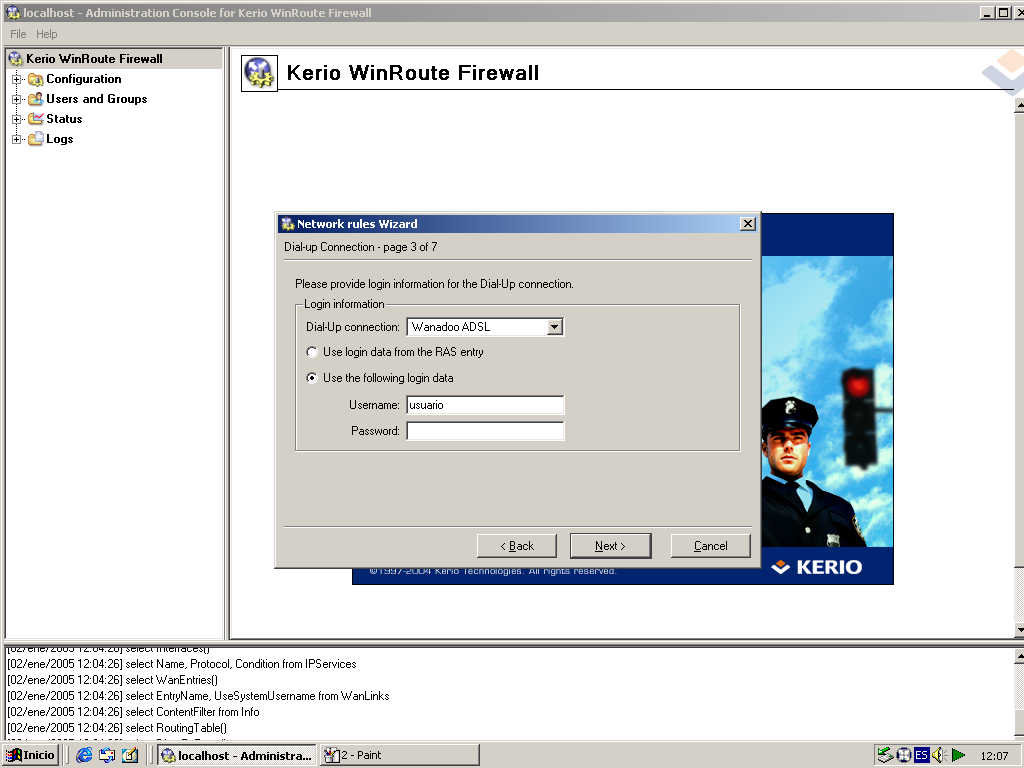 localhost - Administration Console for Kerio WinRoute Firewall
File Help
Kerio WinRoute Firewall
Configuration
Users and Groups
Status
Logs
Kerio WinRoute Firewall
Network rules Wizard
Dial-up Connection - page 3 of 7
Please provide login information for the Dial-Up connection.
Login information
Dial-Up connection: Wanadoo ADSL
Use login data from the RAS entry
Use the following login data
Username: usuario
Password:
< Back Next > Cancel
©1997-2004 Kerio Technologies. All rights reserved.
KERIO
[02/ene/2005 12:04:26] select Interfaces()
[02/ene/2005 12:04:26] select Name, Protocol, Condition from IPServices
[02/ene/2005 12:04:26] select WanEntries()
[02/ene/2005 12:04:26] select EntryName, UseSystemUsername from WanLinks
[02/ene/2005 12:04:26] select ContentFilter from Info
[02/ene/2005 12:04:26] select RoutingTable()
Inicio localhost - Administra... 2 - Paint ES 12:07